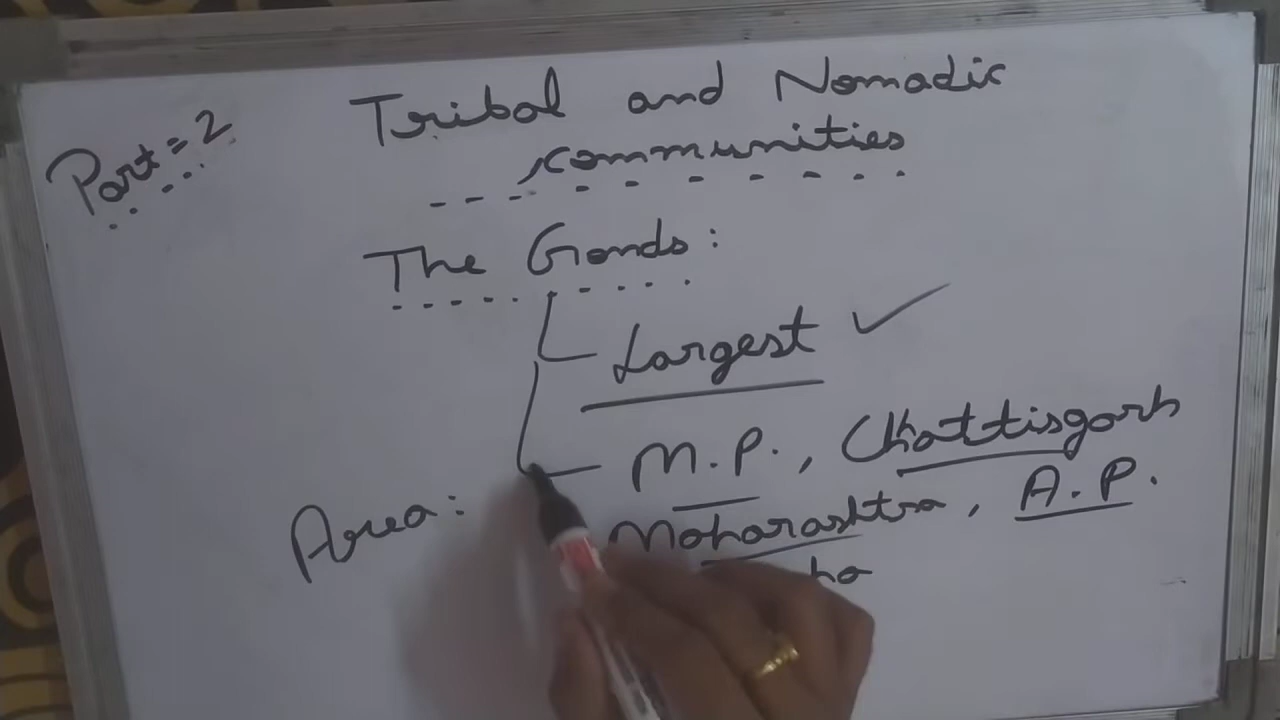 Part = 2
Tribal and Nomadic
communities
The Gonds :
Largest ✓
M.P., Chattisgarh
Area :
Maharashtra, A.P.